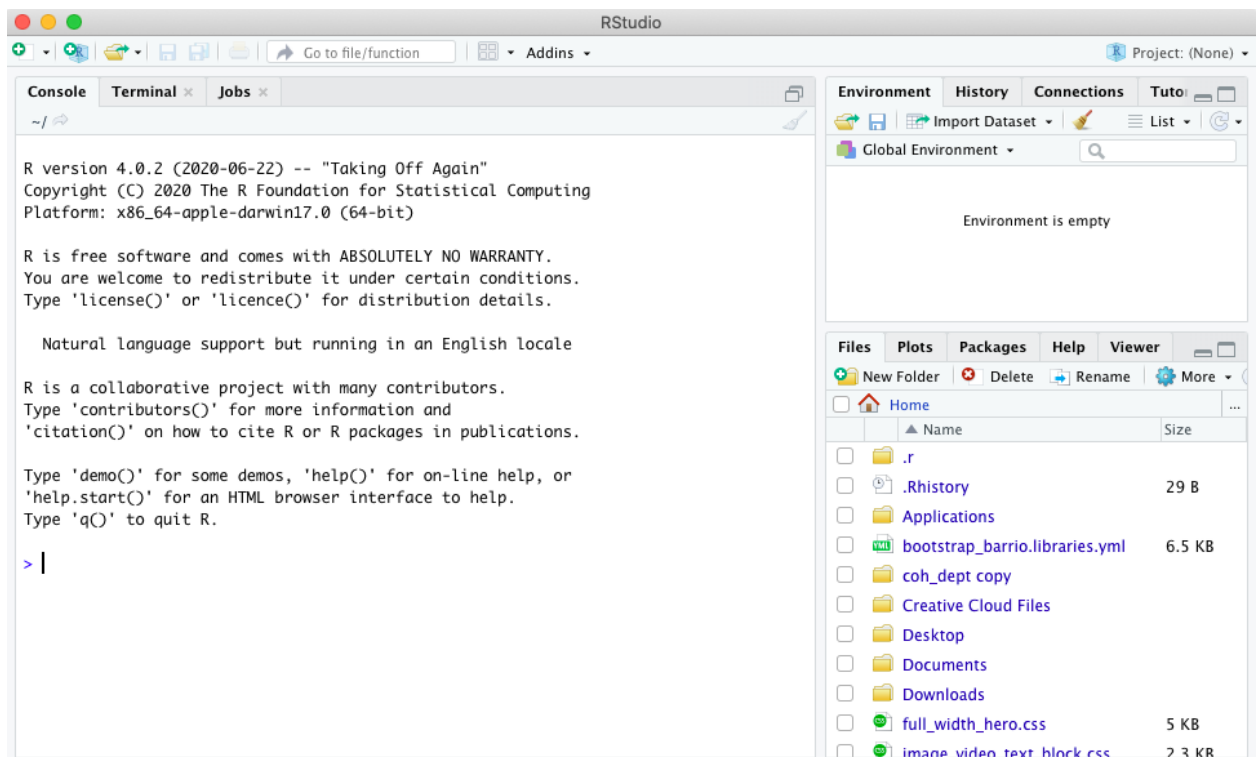 RStudio
Go to file/function
Addins
Project: (None)
Console Terminal Jobs
~/
R version 4.0.2 (2020-06-22) -- "Taking Off Again"
Copyright (C) 2020 The R Foundation for Statistical Computing
Platform: x86_64-apple-darwin17.0 (64-bit)
R is free software and comes with ABSOLUTELY NO WARRANTY.
You are welcome to redistribute it under certain conditions.
Type 'license()' or 'licence()' for distribution details.
Natural language support but running in an English locale
R is a collaborative project with many contributors.
Type 'contributors()' for more information and
'citation()' on how to cite R or R packages in publications.
Type 'demo()' for some demos, 'help()' for on-line help, or
'help.start()' for an HTML browser interface to help.
Type 'q()' to quit R.
>
Environment History Connections Tutor
Import Dataset List
Global Environment
Environment is empty
Files Plots Packages Help Viewer
New Folder Delete Rename More
Home ...
Name Size
.r
.Rhistory 29 B
Applications
bootstrap_barrio.libraries.yml 6.5 KB
coh_dept copy
Creative Cloud Files
Desktop
Documents
Downloads
full_width_hero.css 5 KB
image_video_text_block.css 2.3 KB